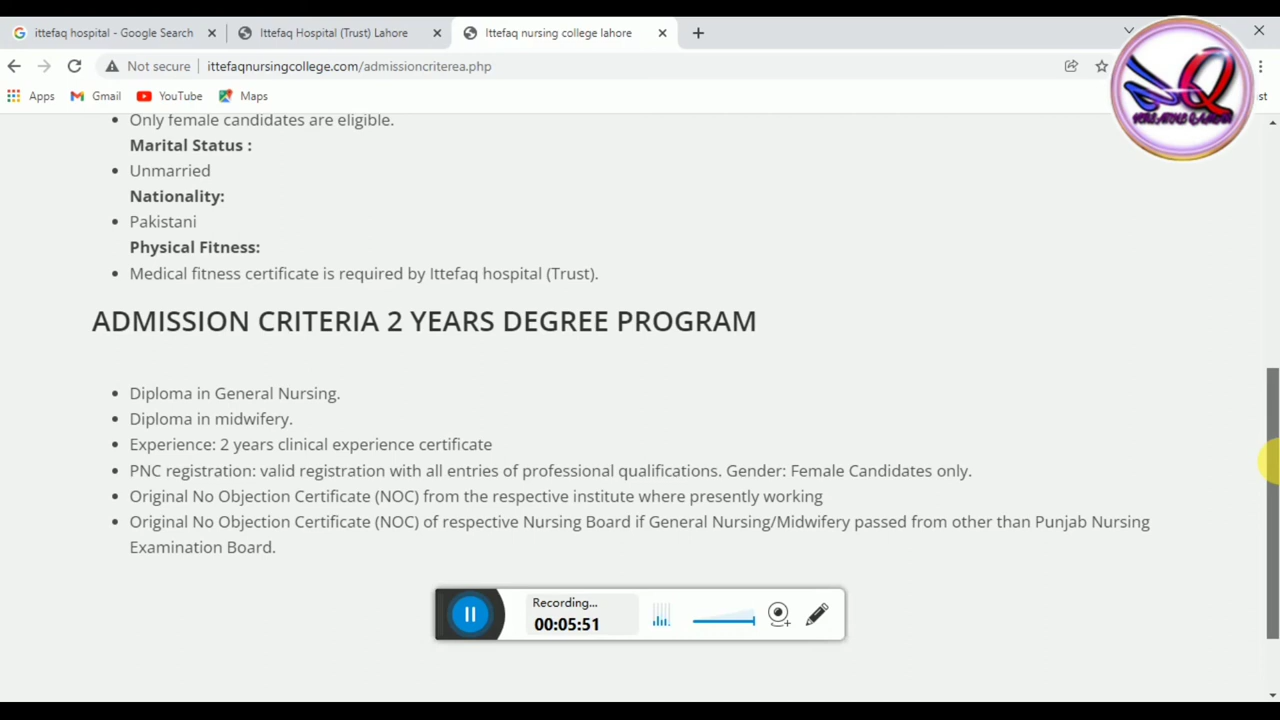 ittefaq hospital - Google Search
Ittefaq Hospital (Trust) Lahore
Ittefaq nursing college lahore
Not secure
ittefaqnursingcollege.com/admissioncriterea.php
Apps
Gmail
YouTube
Maps
Only female candidates are eligible.
Marital Status :
Unmarried
Nationality:
Pakistani
Physical Fitness:
Medical fitness certificate is required by Ittefaq hospital (Trust).
ADMISSION CRITERIA 2 YEARS DEGREE PROGRAM
Diploma in General Nursing.
Diploma in midwifery.
Experience: 2 years clinical experience certificate
PNC registration: valid registration with all entries of professional qualifications. Gender: Female Candidates only.
Original No Objection Certificate (NOC) from the respective institute where presently working
Original No Objection Certificate (NOC) of respective Nursing Board if General Nursing/Midwifery passed from other than Punjab Nursing
Examination Board.
Recording...
00:05:51